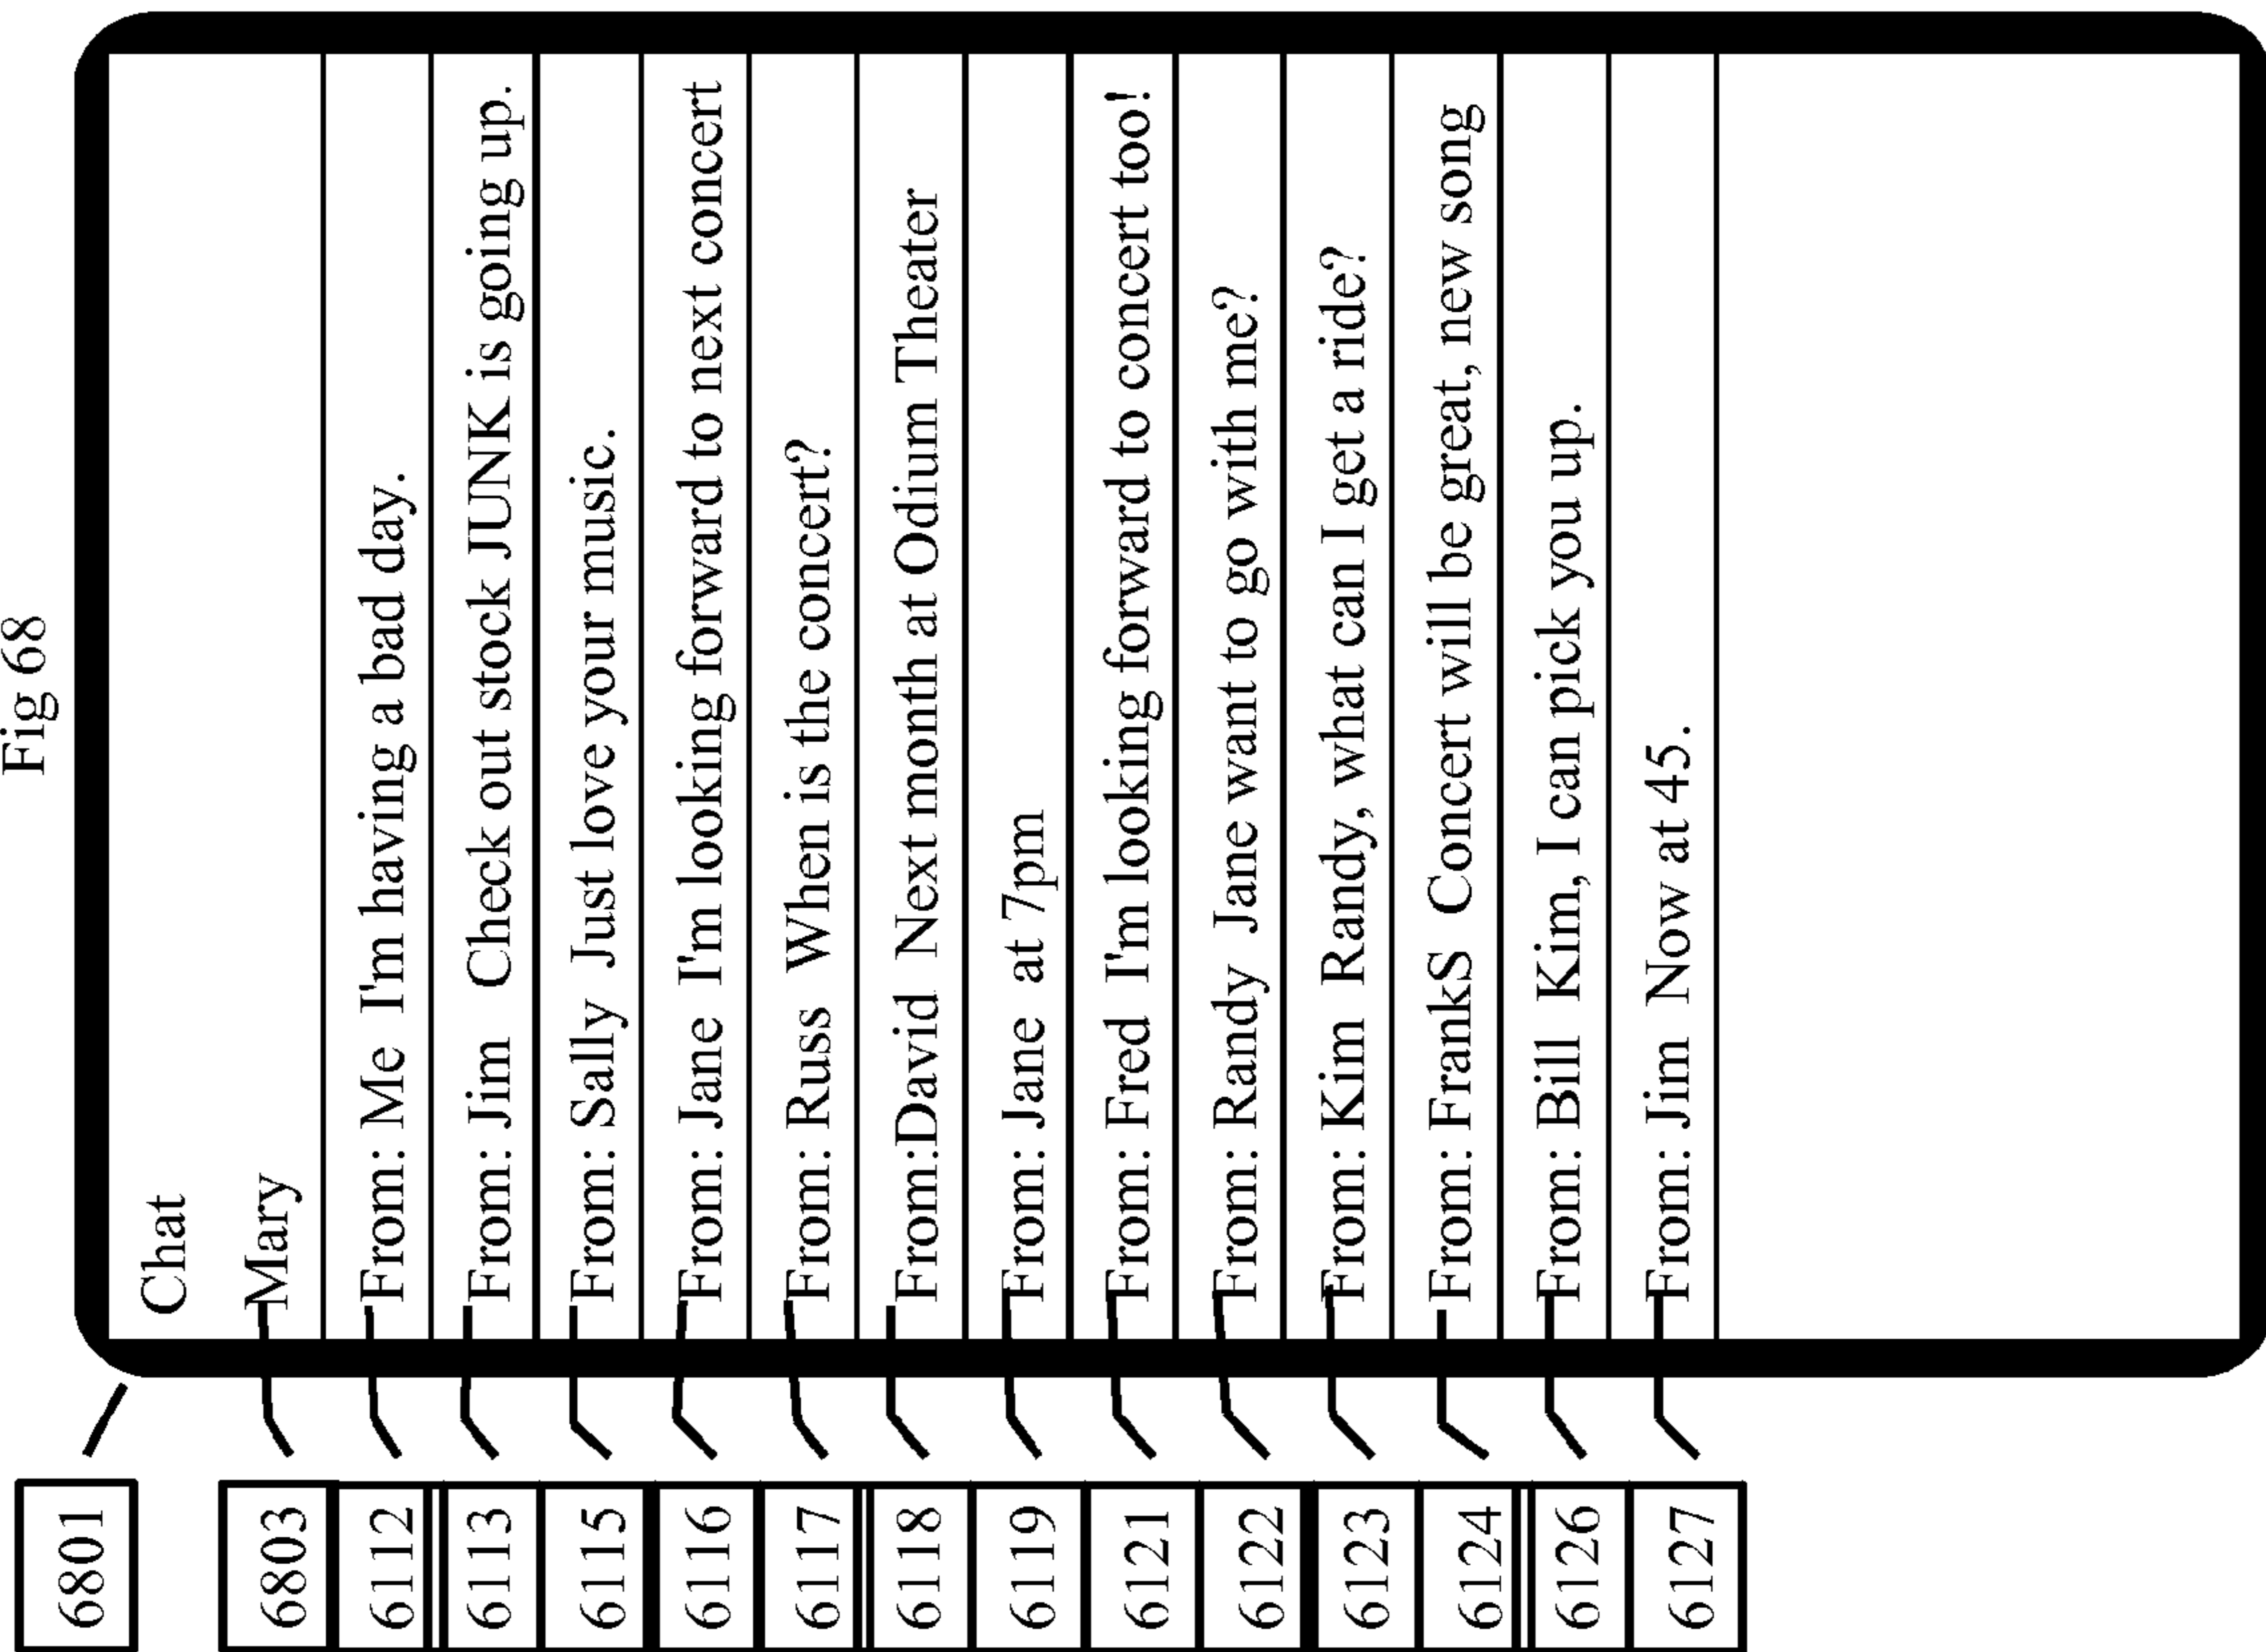 Fig 68
6801
Chat
6803 Mary
6112 From: Me I'm having a bad day.
6113 From: Jim Check out stock JUNK is going up.
6115 From: Sally Just love your music.
6116 From: Jane I'm looking forward to next concert
6117 From: Russ When is the concert?
6118 From:David Next month at Odium Theater
6119 From: Jane at 7pm
6121 From: Fred I'm looking forward to concert too!
6122 From: Randy Jane want to go with me?
6123 From: Kim Randy, what can I get a ride?
6124 From: FrankS Concert will be great, new song
6126 From: Bill Kim, I can pick you up.
6127 From: Jim Now at 45.